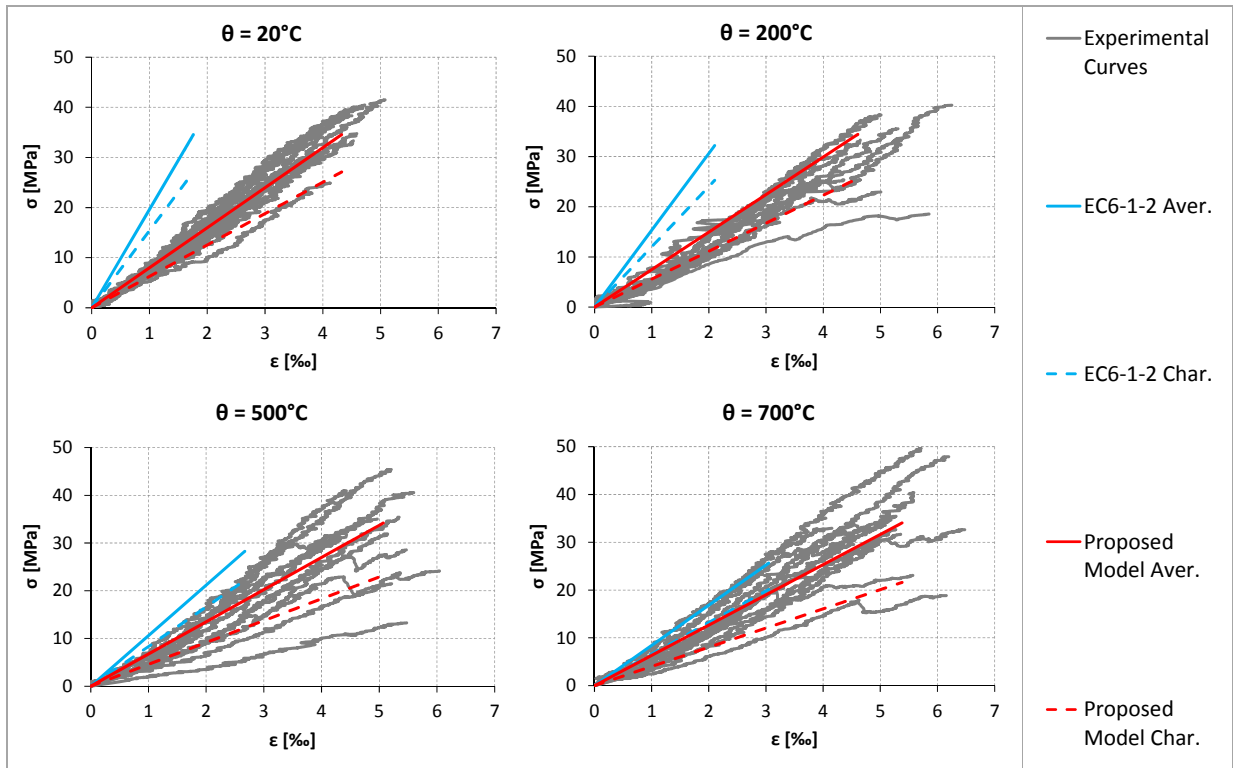 θ = 20°C
50
40
30
20
10
0
σ [MPa]
0 1 2 3 4 5 6 7
ε [‰]
θ = 200°C
50
40
30
20
10
0
σ [MPa]
0 1 2 3 4 5 6 7
ε [‰]
θ = 500°C
50
40
30
20
10
0
σ [MPa]
0 1 2 3 4 5 6 7
ε [‰]
θ = 700°C
50
40
30
20
10
0
σ [MPa]
0 1 2 3 4 5 6 7
ε [‰]
Experimental
Curves
EC6-1-2 Aver.
EC6-1-2 Char.
Proposed
Model Aver.
Proposed
Model Char.